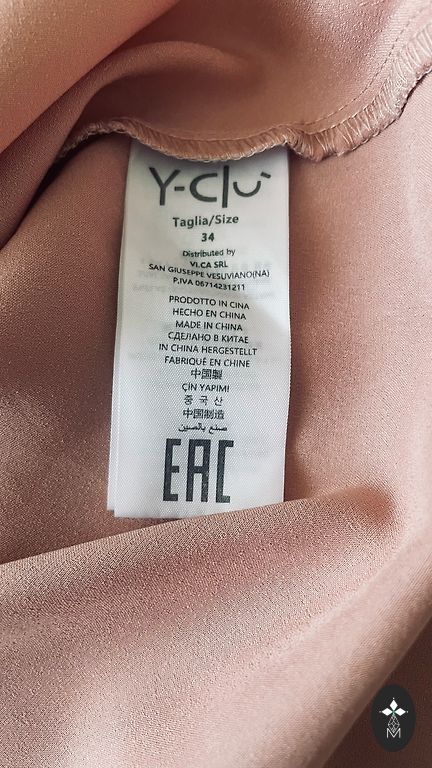 Y-Clù
Taglia/Size
34
Distributed by
VI.CA SRL
SAN GIUSEPPE VESUVIANO(NA)
P.IVA 06714231211
PRODOTTO IN CINA
HECHO EN CHINA
MADE IN CHINA
СДЕЛАНО В КИТАЕ
IN CHINA HERGESTELLT
FABRIQUÉ EN CHINE
中国製
ÇİN YAPIMI
중국산
中国制造
صنع بالصين
EAC
M